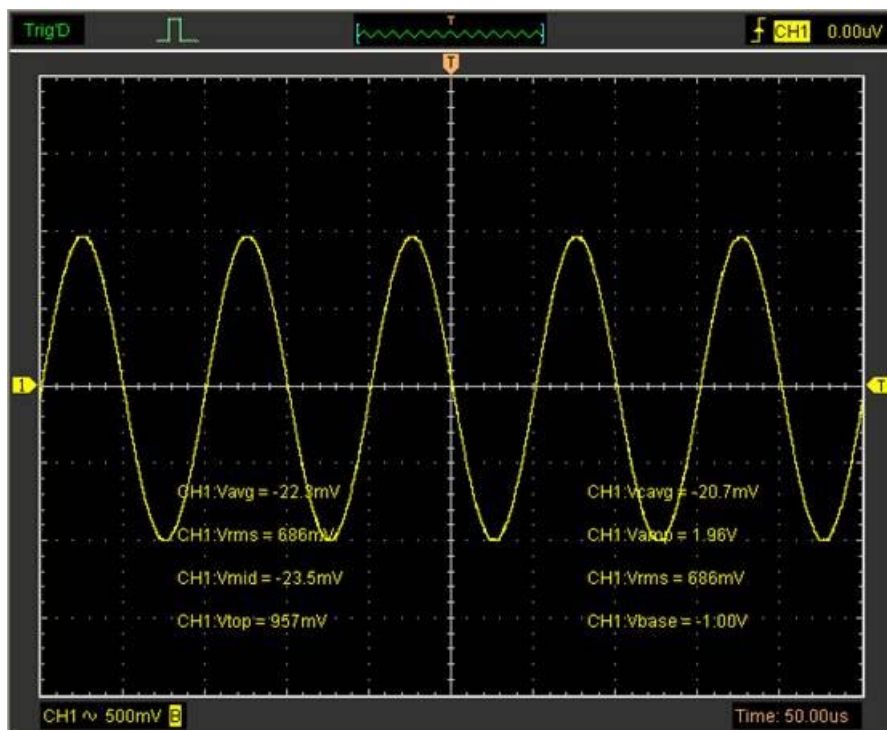 Trig'D
T
CH1 0.00uV
T
1
T
CH1:Vavg = -22.3mV
CH1:Vcavg = -20.7mV
CH1:Vrms = 686mV
CH1:Vamp = 1.96V
CH1:Vmid = -23.5mV
CH1:Vrms = 686mV
CH1:Vtop = 957mV
CH1:Vbase = -1.00V
CH1 ~ 500mV B
Time: 50.00us